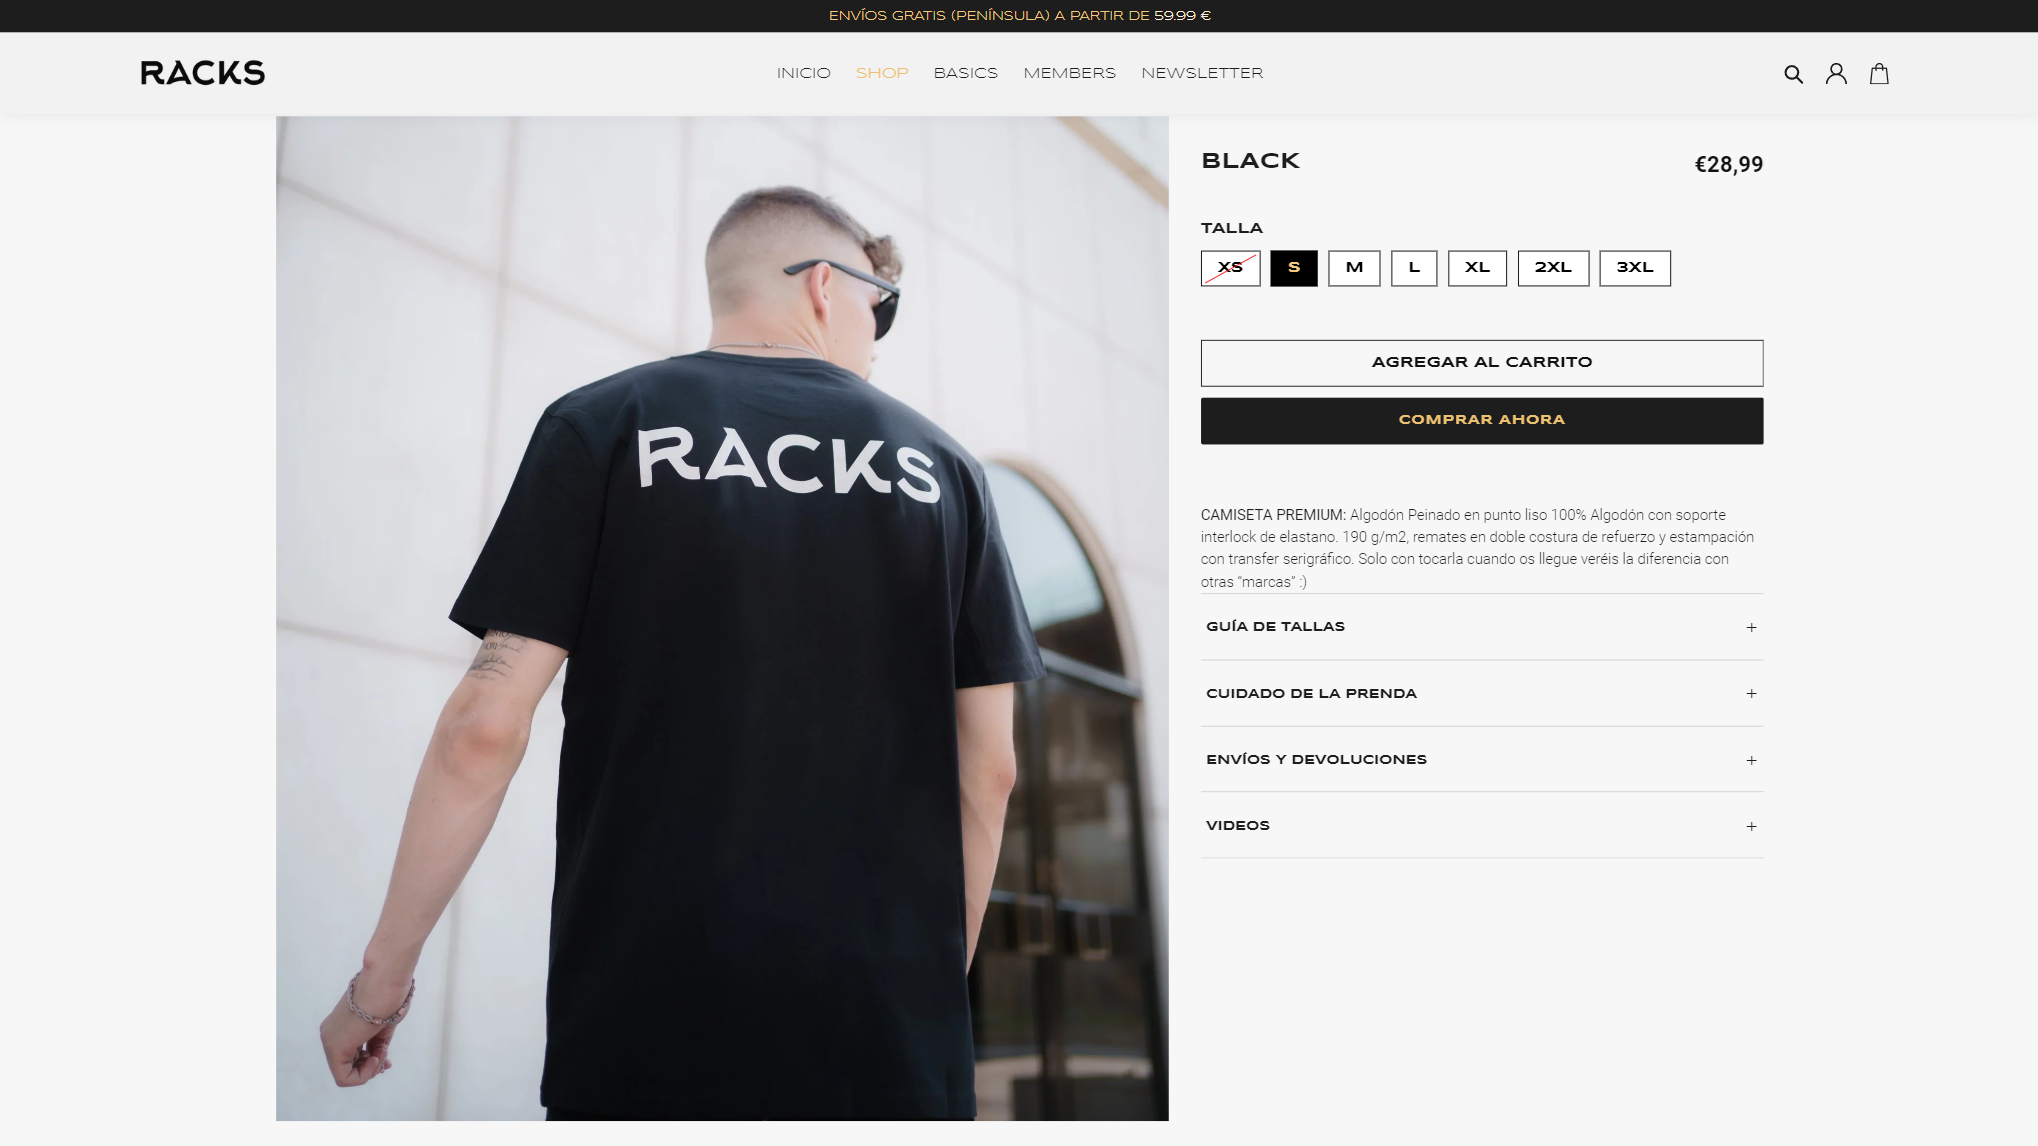 ENVÍOS GRATIS (PENÍNSULA) A PARTIR DE 59.99 €
RACKS
INICIO
SHOP
BASICS
MEMBERS
NEWSLETTER
RACKS
BLACK
€28,99
TALLA
XS
S
M
L
XL
2XL
3XL
AGREGAR AL CARRITO
COMPRAR AHORA
CAMISETA PREMIUM: Algodón Peinado en punto liso 100% Algodón con soporte
interlock de elastano. 190 g/m2, remates en doble costura de refuerzo y estampación
con transfer serigráfico. Solo con tocarla cuando os llegue veréis la diferencia con
otras “marcas” :)
GUÍA DE TALLAS
CUIDADO DE LA PRENDA
ENVÍOS Y DEVOLUCIONES
VIDEOS